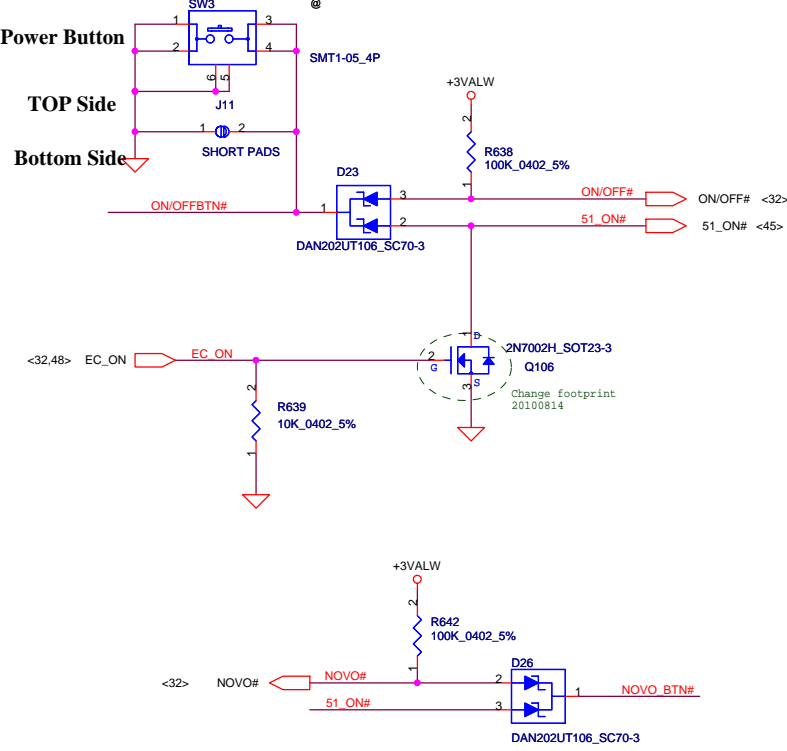 SW3
@
1
3
Power Button
2
4
SMT1-05_4P
6
5
TOP Side
J11
1
2
Bottom Side
SHORT PADS
+3VALW
2
R638
100K_0402_5%
1
D23
ON/OFFBTN#
1
3
ON/OFF#
ON/OFF# <32>
2
51_ON#
51_ON# <45>
DAN202UT106_SC70-3
1
D
2N7002H_SOT23-3
<32,48> EC_ON
EC_ON
2
G
Q106
3
S
Change footprint
20100814
2
R639
10K_0402_5%
1
+3VALW
2
R642
100K_0402_5%
1
D26
<32> NOVO#
NOVO#
2
1
NOVO_BTN#
51_ON#
3
DAN202UT106_SC70-3